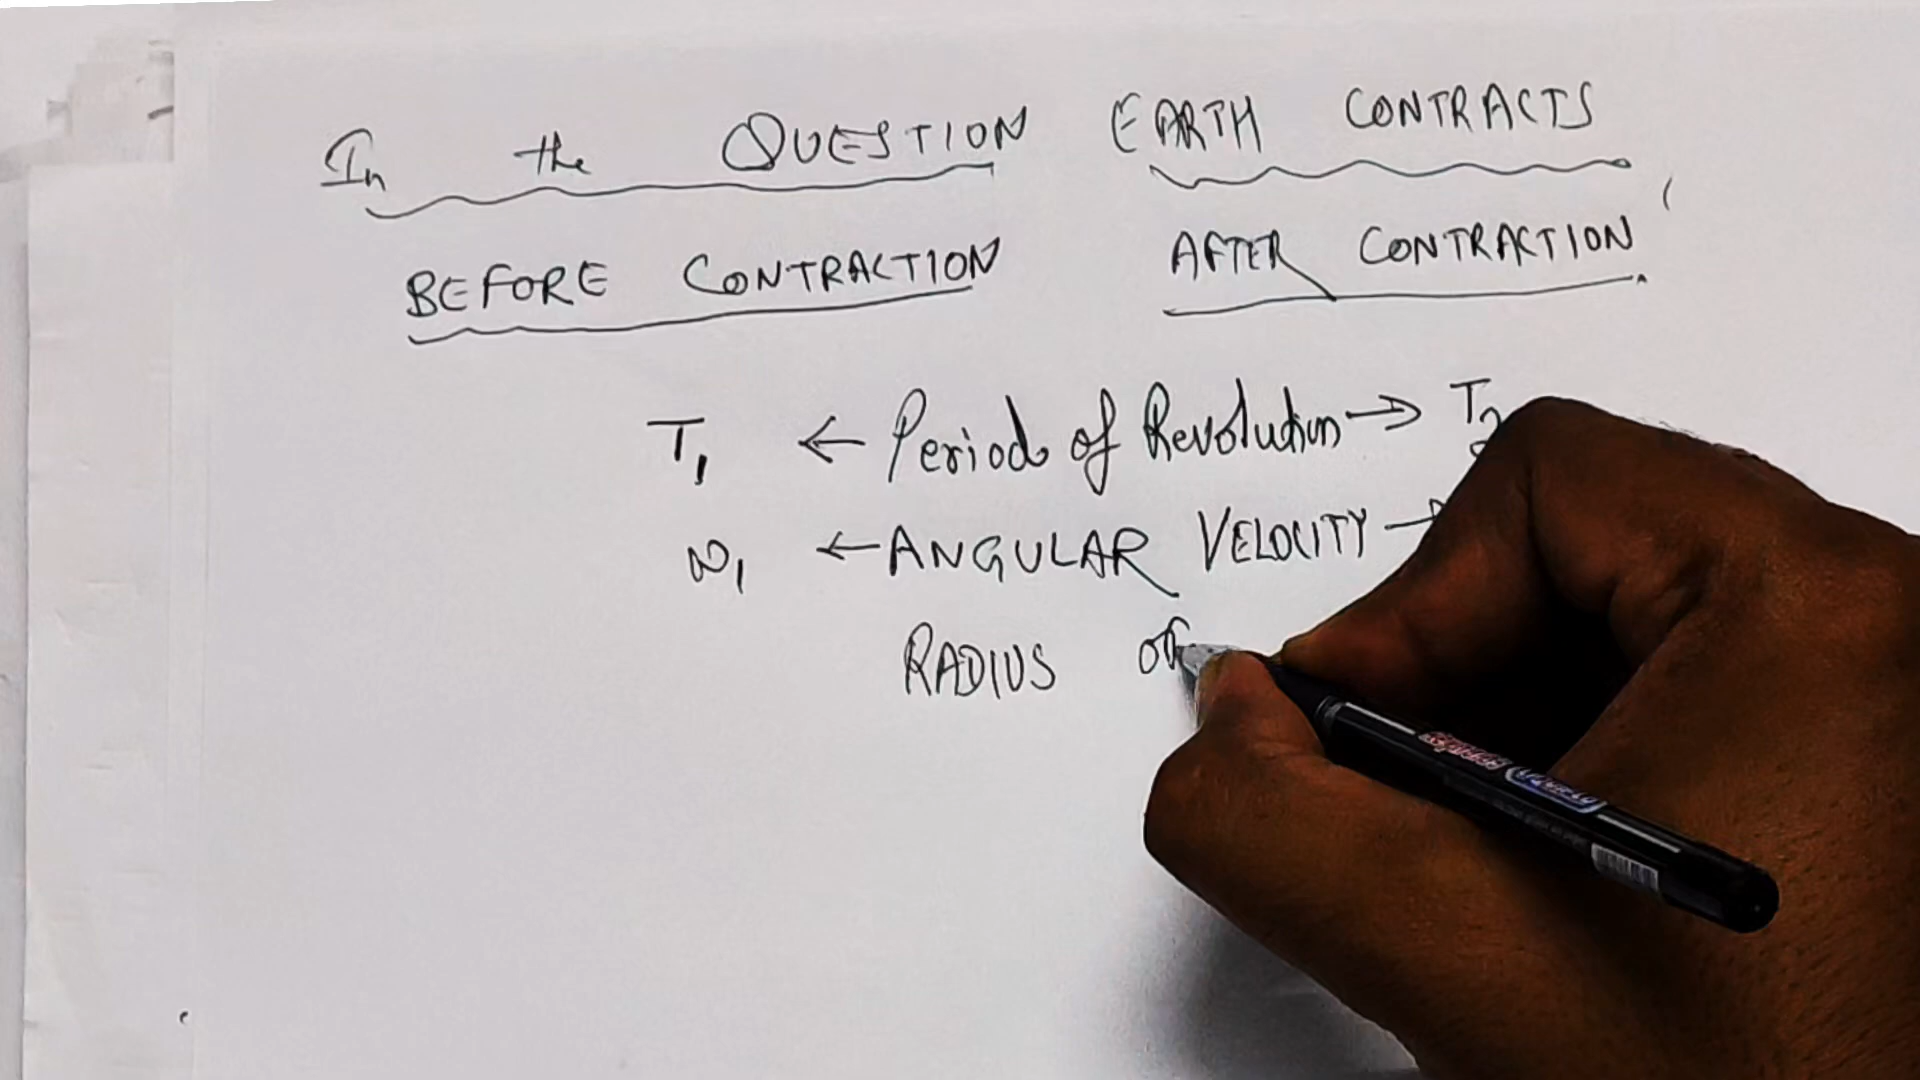 In the QUESTION EARTH CONTRACTS
BEFORE CONTRACTION AFTER CONTRACTION
T₁ ← Period of Revolution → T₂
ω₁ ← ANGULAR VELOCITY →
RADIUS of